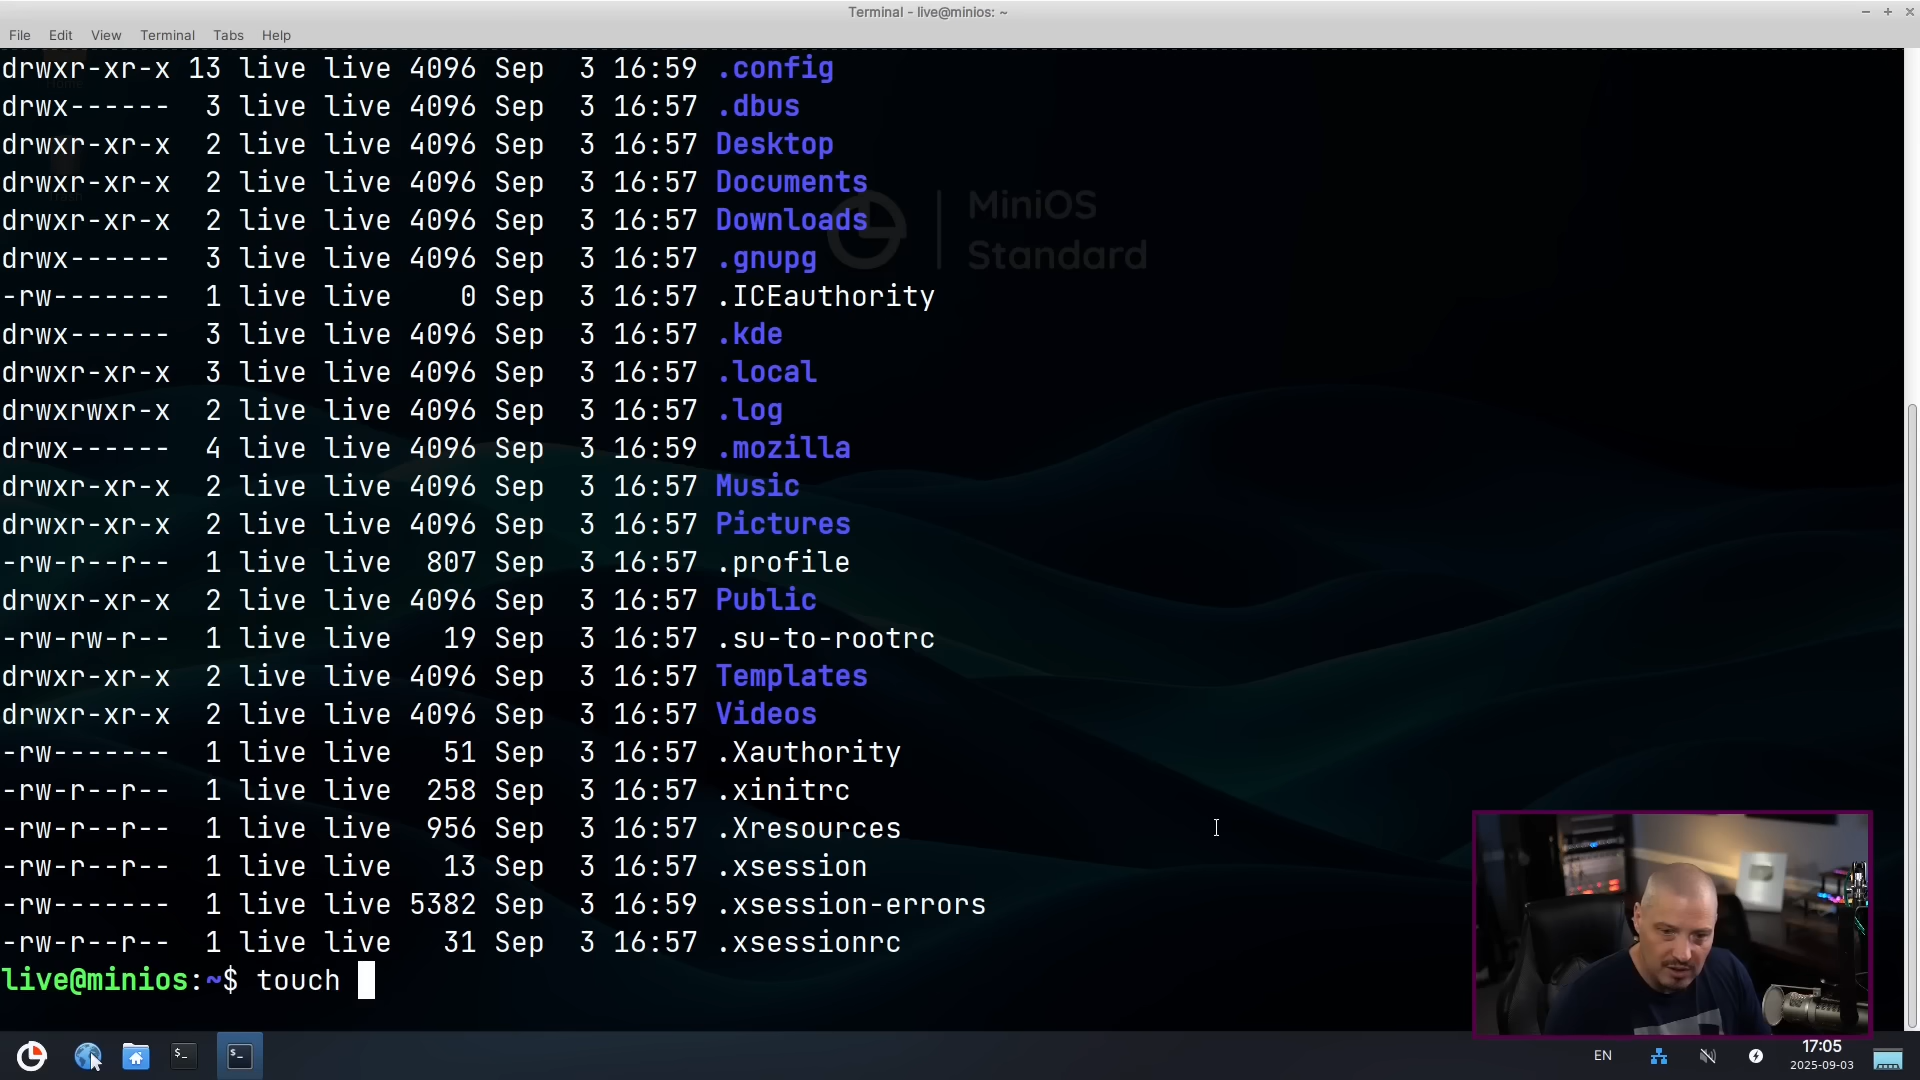 Terminal - live@minios: ~
File Edit View Terminal Tabs Help
drwxr-xr-x 13 live live 4096 Sep  3 16:59 .config
drwx------  3 live live 4096 Sep  3 16:57 .dbus
drwxr-xr-x  2 live live 4096 Sep  3 16:57 Desktop
drwxr-xr-x  2 live live 4096 Sep  3 16:57 Documents
drwxr-xr-x  2 live live 4096 Sep  3 16:57 Downloads
drwx------  3 live live 4096 Sep  3 16:57 .gnupg
-rw-------  1 live live    0 Sep  3 16:57 .ICEauthority
drwx------  3 live live 4096 Sep  3 16:57 .kde
drwxr-xr-x  3 live live 4096 Sep  3 16:57 .local
drwxrwxr-x  2 live live 4096 Sep  3 16:57 .log
drwx------  4 live live 4096 Sep  3 16:59 .mozilla
drwxr-xr-x  2 live live 4096 Sep  3 16:57 Music
drwxr-xr-x  2 live live 4096 Sep  3 16:57 Pictures
-rw-r--r--  1 live live  807 Sep  3 16:57 .profile
drwxr-xr-x  2 live live 4096 Sep  3 16:57 Public
-rw-rw-r--  1 live live   19 Sep  3 16:57 .su-to-rootrc
drwxr-xr-x  2 live live 4096 Sep  3 16:57 Templates
drwxr-xr-x  2 live live 4096 Sep  3 16:57 Videos
-rw-------  1 live live   51 Sep  3 16:57 .Xauthority
-rw-r--r--  1 live live  258 Sep  3 16:57 .xinitrc
-rw-r--r--  1 live live  956 Sep  3 16:57 .Xresources
-rw-r--r--  1 live live   13 Sep  3 16:57 .xsession
-rw-------  1 live live 5382 Sep  3 16:59 .xsession-errors
-rw-r--r--  1 live live   31 Sep  3 16:57 .xsessionrc
live@minios:~$ touch
MiniOS
Standard
EN
17:05
2025-09-03